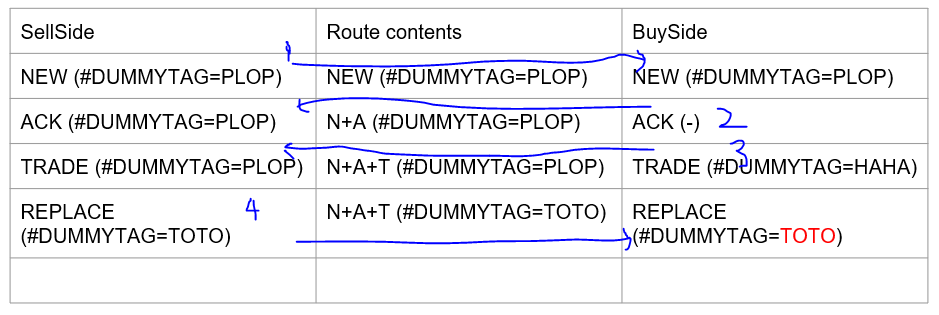 SellSide Route contents BuySide
1
NEW (#DUMMYTAG=PLOP) NEW (#DUMMYTAG=PLOP) NEW (#DUMMYTAG=PLOP)
ACK (#DUMMYTAG=PLOP) N+A (#DUMMYTAG=PLOP) ACK (-) 2
3
TRADE (#DUMMYTAG=PLOP) N+A+T (#DUMMYTAG=PLOP) TRADE (#DUMMYTAG=HAHA)
REPLACE 4 N+A+T (#DUMMYTAG=TOTO) REPLACE
(#DUMMYTAG=TOTO) (#DUMMYTAG=TOTO)